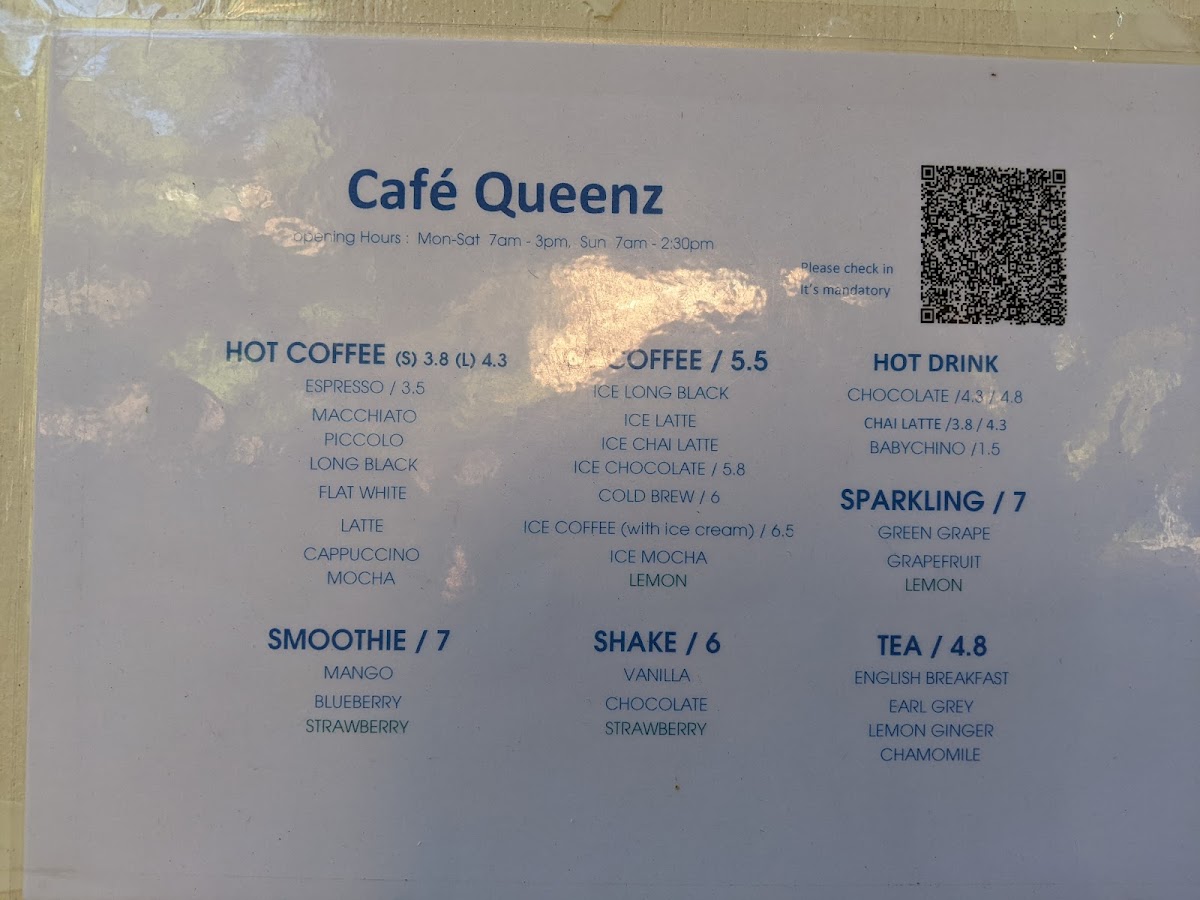 Café Queenz
Opening Hours : Mon-Sat 7am - 3pm, Sun 7am - 2:30pm
Please check in
It's mandatory
HOT COFFEE (S) 3.8 (L) 4.3
ESPRESSO / 3.5
MACCHIATO
PICCOLO
LONG BLACK
FLAT WHITE
LATTE
CAPPUCCINO
MOCHA
COFFEE / 5.5
ICE LONG BLACK
ICE LATTE
ICE CHAI LATTE
ICE CHOCOLATE / 5.8
COLD BREW / 6
ICE COFFEE (with ice cream) / 6.5
ICE MOCHA
LEMON
HOT DRINK
CHOCOLATE /4.3 / 4.8
CHAI LATTE /3.8 / 4.3
BABYCHINO /1.5
SPARKLING / 7
GREEN GRAPE
GRAPEFRUIT
LEMON
SMOOTHIE / 7
MANGO
BLUEBERRY
STRAWBERRY
SHAKE / 6
VANILLA
CHOCOLATE
STRAWBERRY
TEA / 4.8
ENGLISH BREAKFAST
EARL GREY
LEMON GINGER
CHAMOMILE